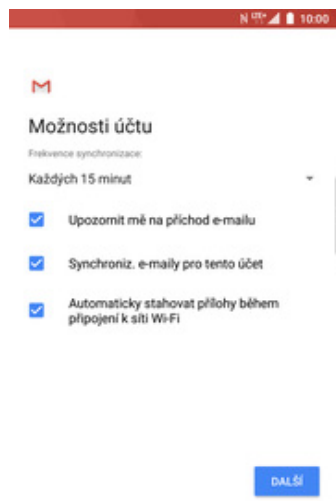 10:00
Možnosti účtu
Frekvence synchronizace:
Každých 15 minut
Upozornit mě na příchod e-mailu
Synchroniz. e-maily pro tento účet
Automaticky stahovat přílohy během
připojení k síti Wi-Fi
DALŠÍ